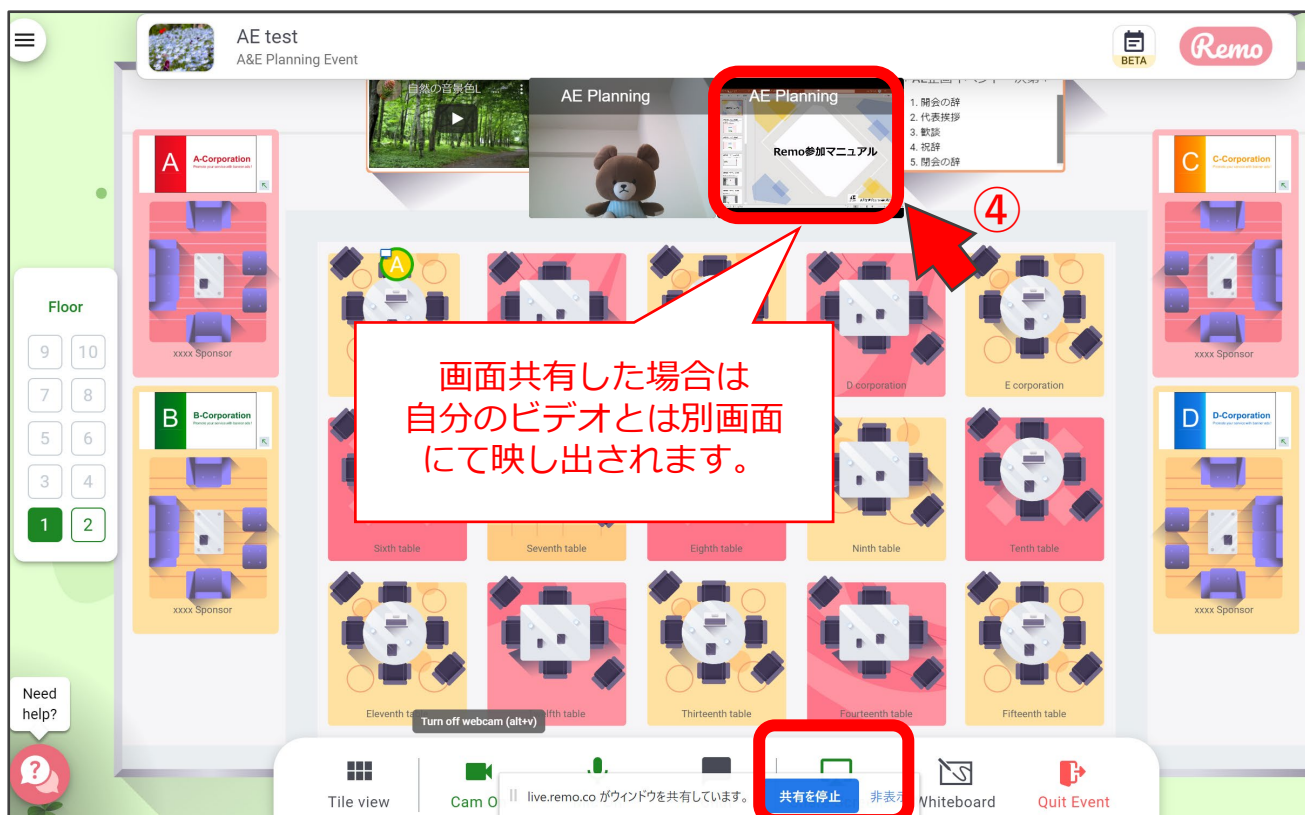 AE test
A&E Planning Event
BETA
Remo
自然の音景色L
AE Planning
AE Planning
Remo参加マニュアル
1. 開会の辞
2. 代表挨拶
3. 歓談
4. 祝辞
5. 閉会の辞
④
A
A-Corporation
xxxx Sponsor
B
B-Corporation
xxxx Sponsor
C
C-Corporation
xxxx Sponsor
D
D-Corporation
xxxx Sponsor
Floor
9 10
7 8
5 6
3 4
1 2
A
画面共有した場合は
自分のビデオとは別画面
にて映し出されます。
D corporation
E corporation
Sixth table
Seventh table
Eighth table
Ninth table
Tenth table
Eleventh
Thirteenth table
Fourteenth table
Fifteenth table
Turn off webcam (alt+v)
Need
help?
Tile view
Cam O
live.remo.co がウィンドウを共有しています。
共有を停止
非表示
Whiteboard
Quit Event